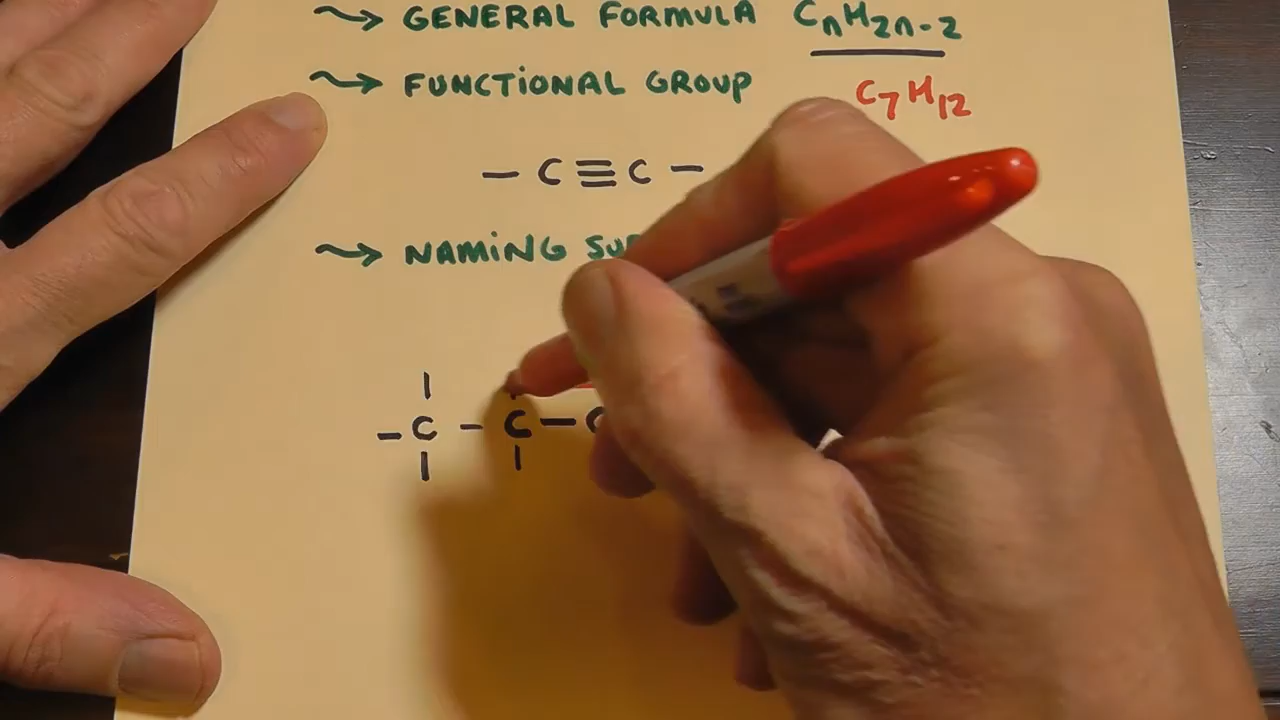 GENERAL FORMULA CnH2n-2
FUNCTIONAL GROUP C7H12
– C≡C –
NAMING
– C – C – C